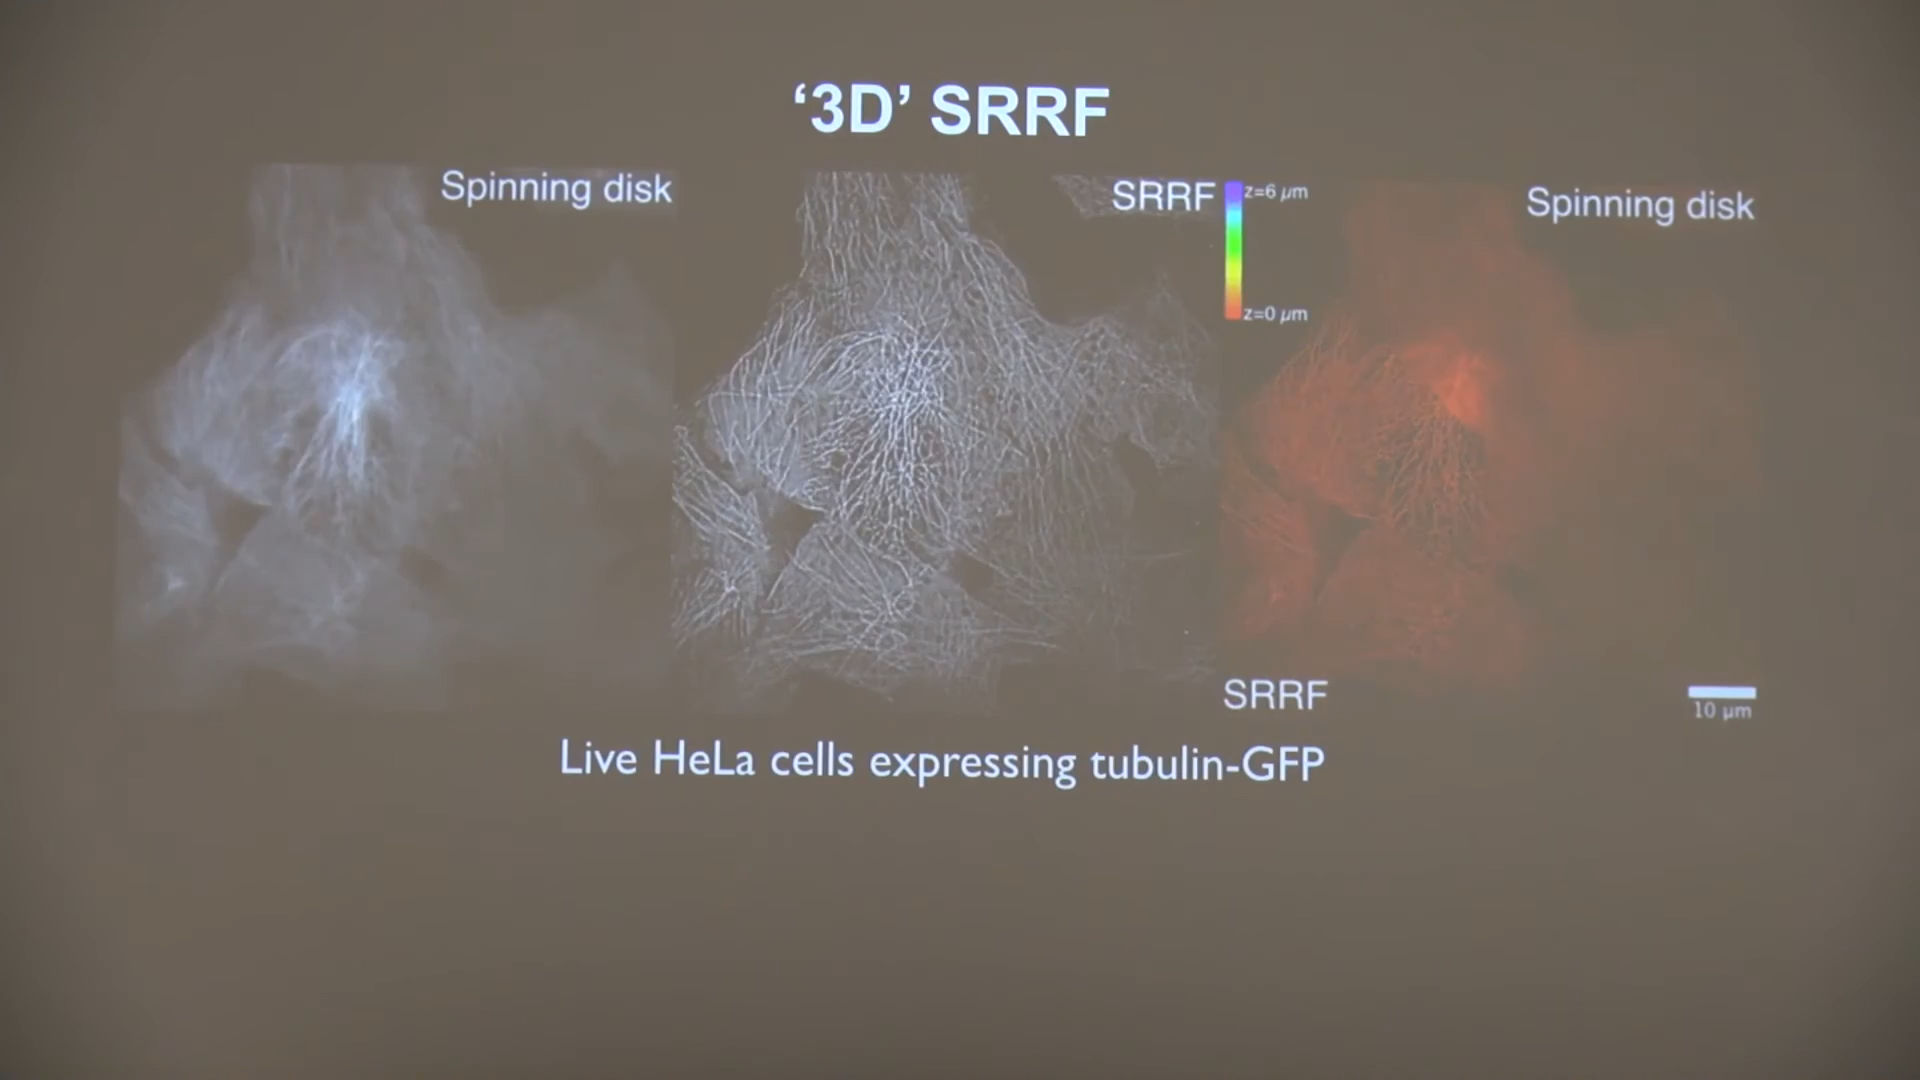 ‘3D’ SRRF
Spinning disk
SRRF
z=6 µm
z=0 µm
Spinning disk
SRRF
10 µm
Live HeLa cells expressing tubulin-GFP